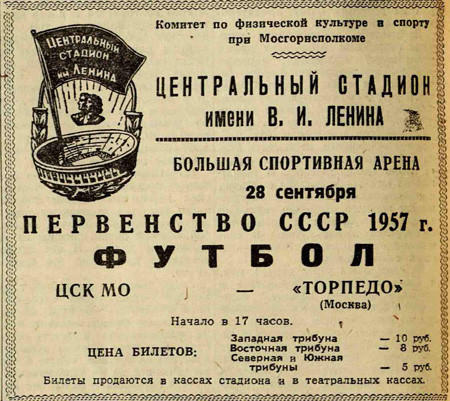 Комитет по физической культуре и спорту
при Мосгорисполкоме
ЦЕНТРАЛЬНЫЙ
СТАДИОН
им ЛЕНИНА
ЦЕНТРАЛЬНЫЙ СТАДИОН
имени В. И. ЛЕНИНА
БОЛЬШАЯ СПОРТИВНАЯ АРЕНА
28 сентября
ПЕРВЕНСТВО СССР 1957 г.
ФУТБОЛ
ЦСК МО — «ТОРПЕДО»
(Москва)
Начало в 17 часов.
ЦЕНА БИЛЕТОВ:
Западная трибуна — 10 руб.
Восточная трибуна — 8 руб.
Северная и Южная
трибуны — 5 руб.
Билеты продаются в кассах стадиона и в театральных кассах.